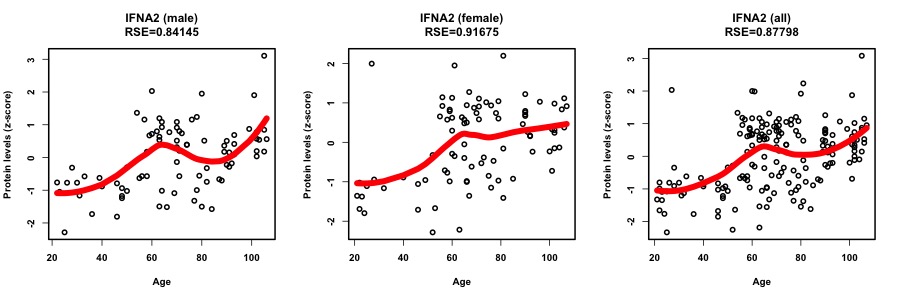 IFNA2 (male)
RSE=0.84145
Protein levels (z-score)
3
2
1
0
-1
-2
20 40 60 80 100
Age
IFNA2 (female)
RSE=0.91675
Protein levels (z-score)
2
1
0
-1
-2
20 40 60 80 100
Age
IFNA2 (all)
RSE=0.87798
Protein levels (z-score)
3
2
1
0
-1
-2
20 40 60 80 100
Age